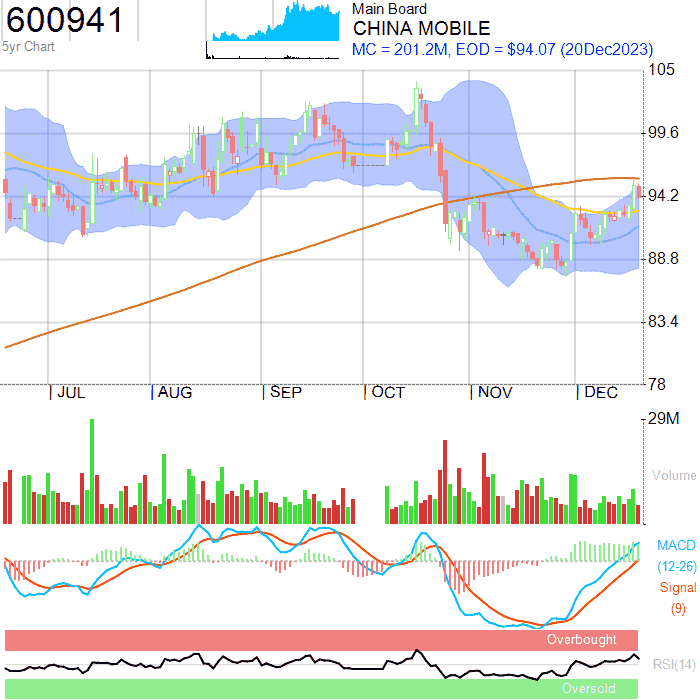 600941
5yr Chart
Main Board
CHINA MOBILE
MC = 201.2M, EOD = $94.07 (20Dec2023)
105
99.6
94.2
88.8
83.4
78
JUL AUG SEP OCT NOV DEC
29M
Volume
MACD
(12-26)
Signal
(9)
Overbought
RSI(14)
Oversold